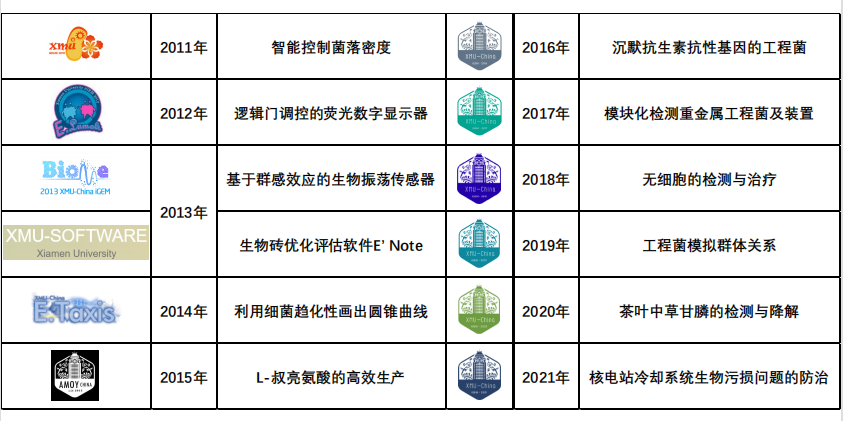 xmu
2011年
智能控制菌落密度
XMU-China
2016年
沉默抗生素抗性基因的工程菌
E.Lumoli
2012年
逻辑门调控的荧光数字显示器
XMU-China
2017年
模块化检测重金属工程菌及装置
2013 XMU-China iGEM
2013年
基于群感效应的生物振荡传感器
XMU-China
2018年
无细胞的检测与治疗
XMU-SOFTWARE
Xiamen University
生物砖优化评估软件E' Note
XMU-China
2019年
工程菌模拟群体关系
XMU-China
E.Taxis
2014年
利用细菌趋化性画出圆锥曲线
XMU-China
2020年
茶叶中草甘膦的检测与降解
AMOY CHINA
2015年
L-叔亮氨酸的高效生产
XMU-China
2021年
核电站冷却系统生物污损问题的防治